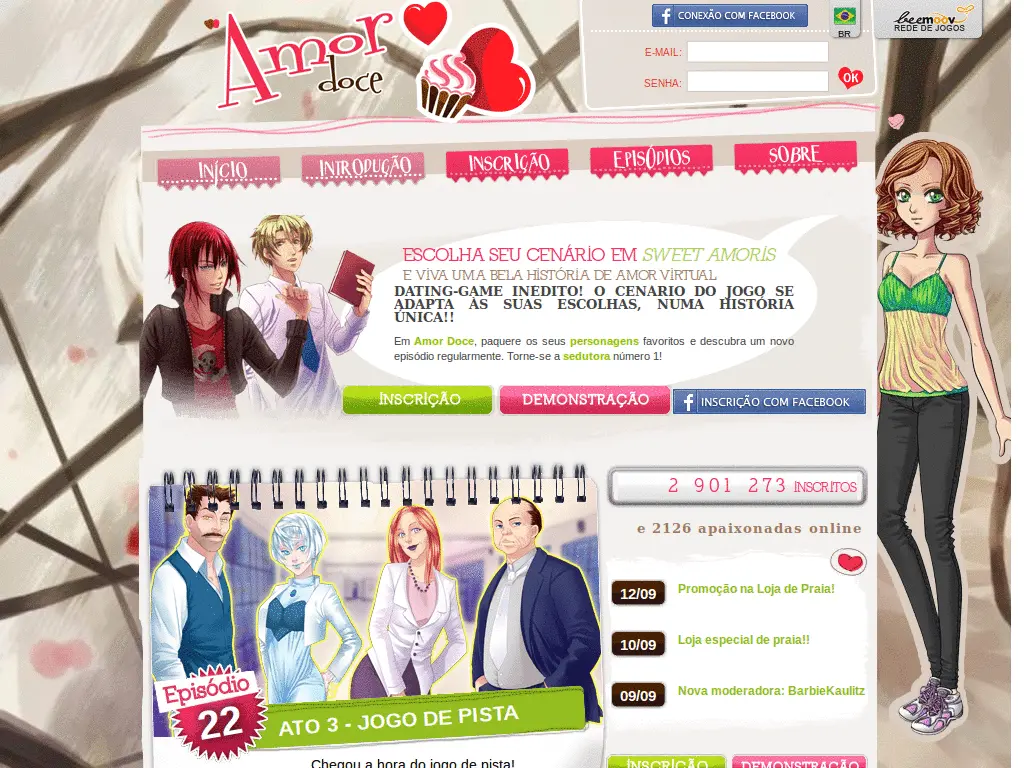 Amor
doce
CONEXÃO COM FACEBOOK
BR
beemoov
REDE DE JOGOS
E-MAIL:
SENHA:
OK
INÍCIO
INTRODUÇÃO
INSCRIÇÃO
EPISÓDIOS
SOBRE
ESCOLHA SEU CENÁRIO EM SWEET AMORIS
E VIVA UMA BELA HISTÓRIA DE AMOR VIRTUAL
DATING-GAME INEDITO! O CENARIO DO JOGO SE
ADAPTA ÀS SUAS ESCOLHAS, NUMA HISTÓRIA
ÚNICA!!
Em Amor Doce, paquere os seus personagens favoritos e descubra um novo
episódio regularmente. Torne-se a sedutora número 1!
INSCRIÇÃO
DEMONSTRAÇÃO
INSCRIÇÃO COM FACEBOOK
2 901 273 INSCRITOS
e 2126 apaixonadas online
12/09
Promoção na Loja de Praia!
10/09
Loja especial de praia!!
09/09
Nova moderadora: BarbieKaulitz
Episódio
22
ATO 3 - JOGO DE PISTA
Chegou a hora do jogo de pista!
INSCRIÇÃO
DEMONSTRAÇÃO